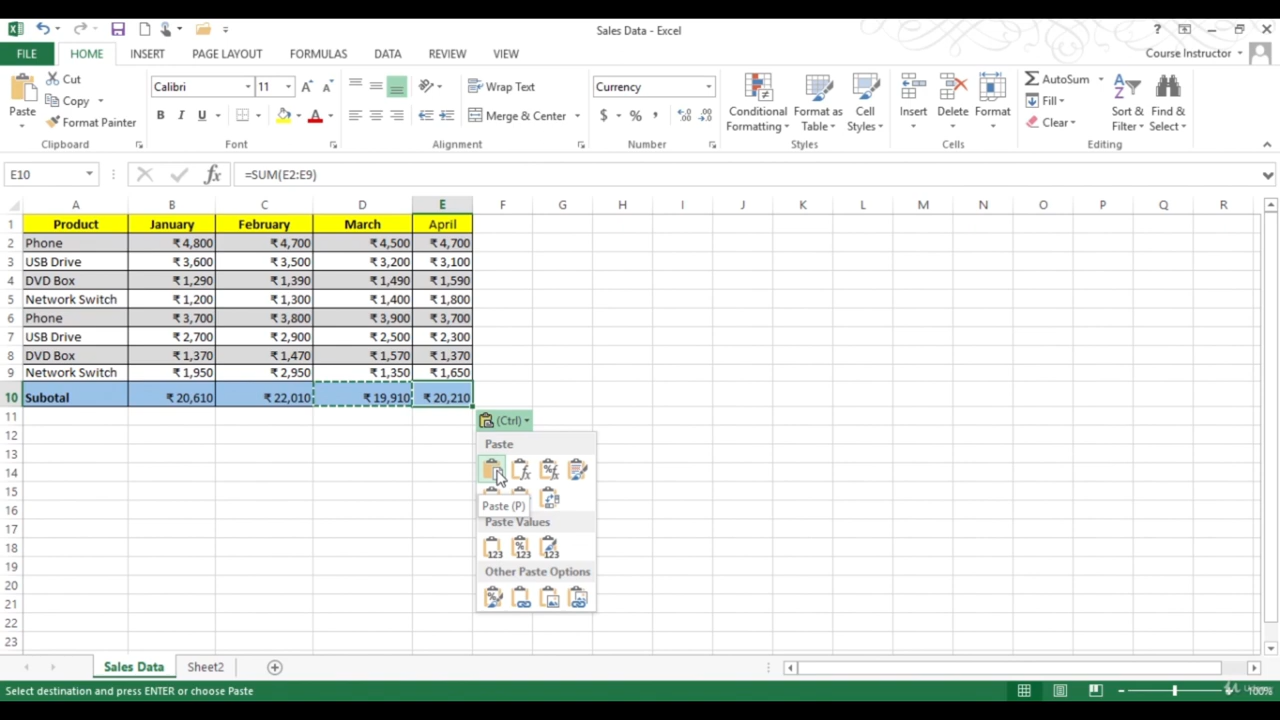 Sales Data - Excel
?
FILE HOME INSERT PAGE LAYOUT FORMULAS DATA REVIEW VIEW Course Instructor
Cut
Copy
Format Painter
Paste
Clipboard
Calibri 11
B I U
Font
Wrap Text
Merge & Center
Alignment
Currency
$ % ,
Number
Conditional Formatting
Format as Table
Cell Styles
Styles
Insert Delete Format
Cells
AutoSum
Fill
Clear
Sort & Filter
Find & Select
Editing
E10 fx =SUM(E2:E9)
A B C D E F G H I J K L M N O P Q R
1 Product January February March April
2 Phone ₹ 4,800 ₹ 4,700 ₹ 4,500 ₹ 4,700
3 USB Drive ₹ 3,600 ₹ 3,500 ₹ 3,200 ₹ 3,100
4 DVD Box ₹ 1,290 ₹ 1,390 ₹ 1,490 ₹ 1,590
5 Network Switch ₹ 1,200 ₹ 1,300 ₹ 1,400 ₹ 1,800
6 Phone ₹ 3,700 ₹ 3,800 ₹ 3,900 ₹ 3,700
7 USB Drive ₹ 2,700 ₹ 2,900 ₹ 2,500 ₹ 2,300
8 DVD Box ₹ 1,370 ₹ 1,470 ₹ 1,570 ₹ 1,370
9 Network Switch ₹ 1,950 ₹ 2,950 ₹ 1,350 ₹ 1,650
10 Subotal ₹ 20,610 ₹ 22,010 ₹ 19,910 ₹ 20,210
11 (Ctrl)
12 Paste
13
14
15
16 Paste (P)
17 Paste Values
18 123 % 123 123
19 Other Paste Options
20
21
22
23
Sales Data Sheet2
Select destination and press ENTER or choose Paste 100%